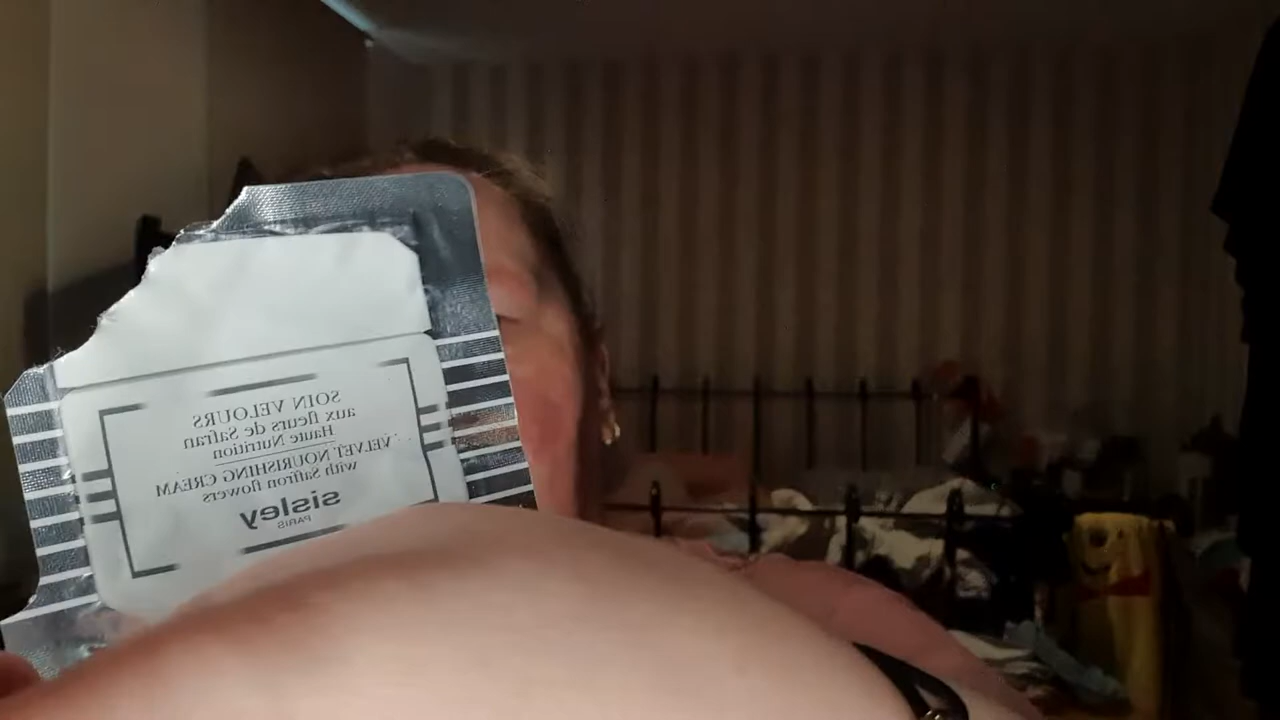 SOIN VELOURS
aux fleurs de Safran
Haute Nutrition
VELVET NOURISHING CREAM
with Saffron flowers
sisley
PARIS